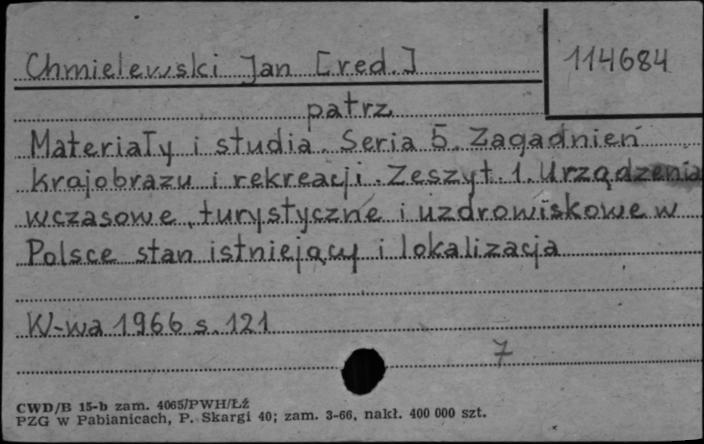 Chmielewski Jan [red.]
114684
patrz
Materiały i studia. Seria 5. Zagadnień
krajobrazu i rekreacji. Zeszyt. 1. Urządzenia
wczasowe, turystyczne i uzdrowiskowe w
Polsce stan istniejący i lokalizacja
W-wa 1966 s. 121
7
CWD/B 15-b zam. 4065/PWH/ŁŹ
PZG w Pabianicach, P. Skargi 40; zam. 3-66, nakł. 400 000 szt.